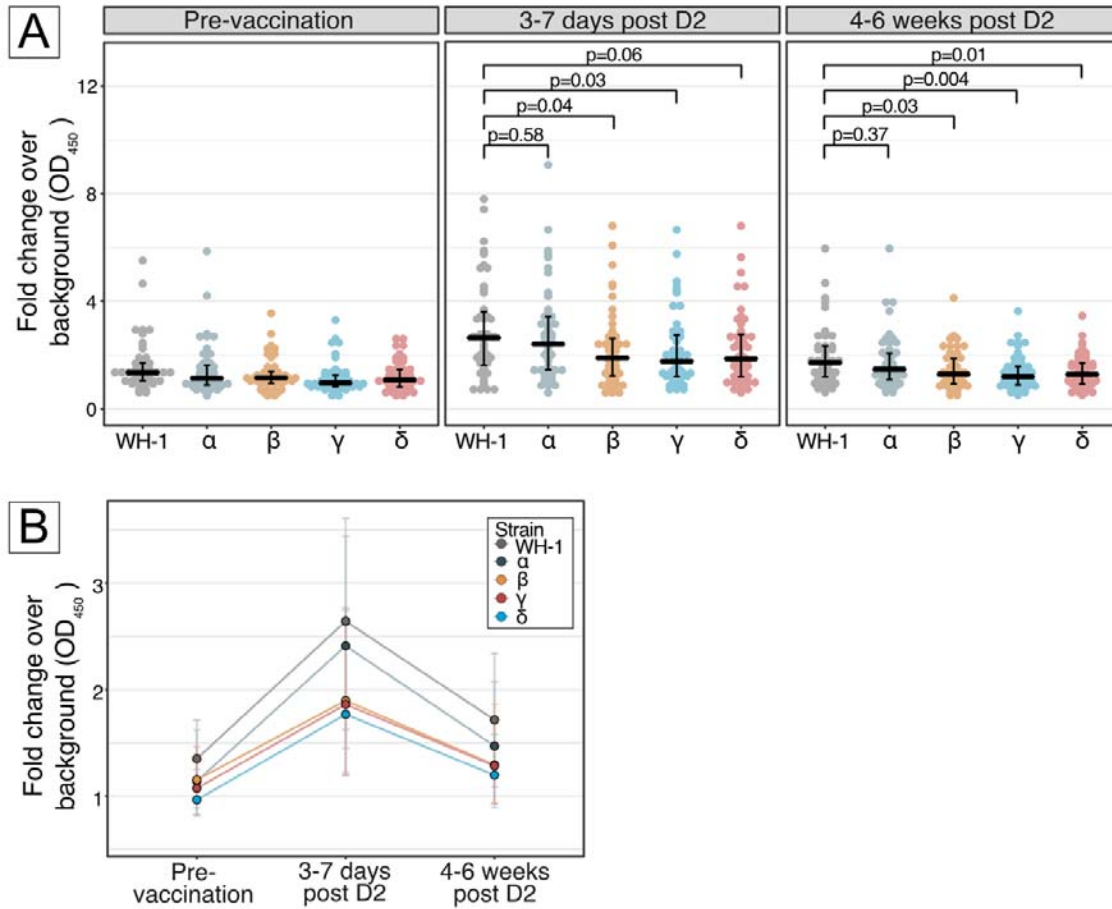 A
Pre-vaccination
3-7 days post D2
4-6 weeks post D2
Fold change over
background (OD450)
12
8
4
0
p=0.06
p=0.03
p=0.04
p=0.58
p=0.01
p=0.004
p=0.03
p=0.37
WH-1 α β γ δ
WH-1 α β γ δ
WH-1 α β γ δ
B
Fold change over
background (OD450)
3
2
1
Strain
WH-1
α
β
γ
δ
Pre-
vaccination
3-7 days
post D2
4-6 weeks
post D2